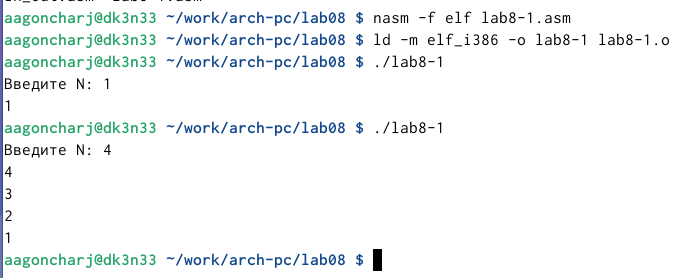 aagoncharj@dk3n33 ~/work/arch-pc/lab08 $ nasm -f elf lab8-1.asm
aagoncharj@dk3n33 ~/work/arch-pc/lab08 $ ld -m elf_i386 -o lab8-1 lab8-1.o
aagoncharj@dk3n33 ~/work/arch-pc/lab08 $ ./lab8-1
Введите N: 1
1
aagoncharj@dk3n33 ~/work/arch-pc/lab08 $ ./lab8-1
Введите N: 4
4
3
2
1
aagoncharj@dk3n33 ~/work/arch-pc/lab08 $